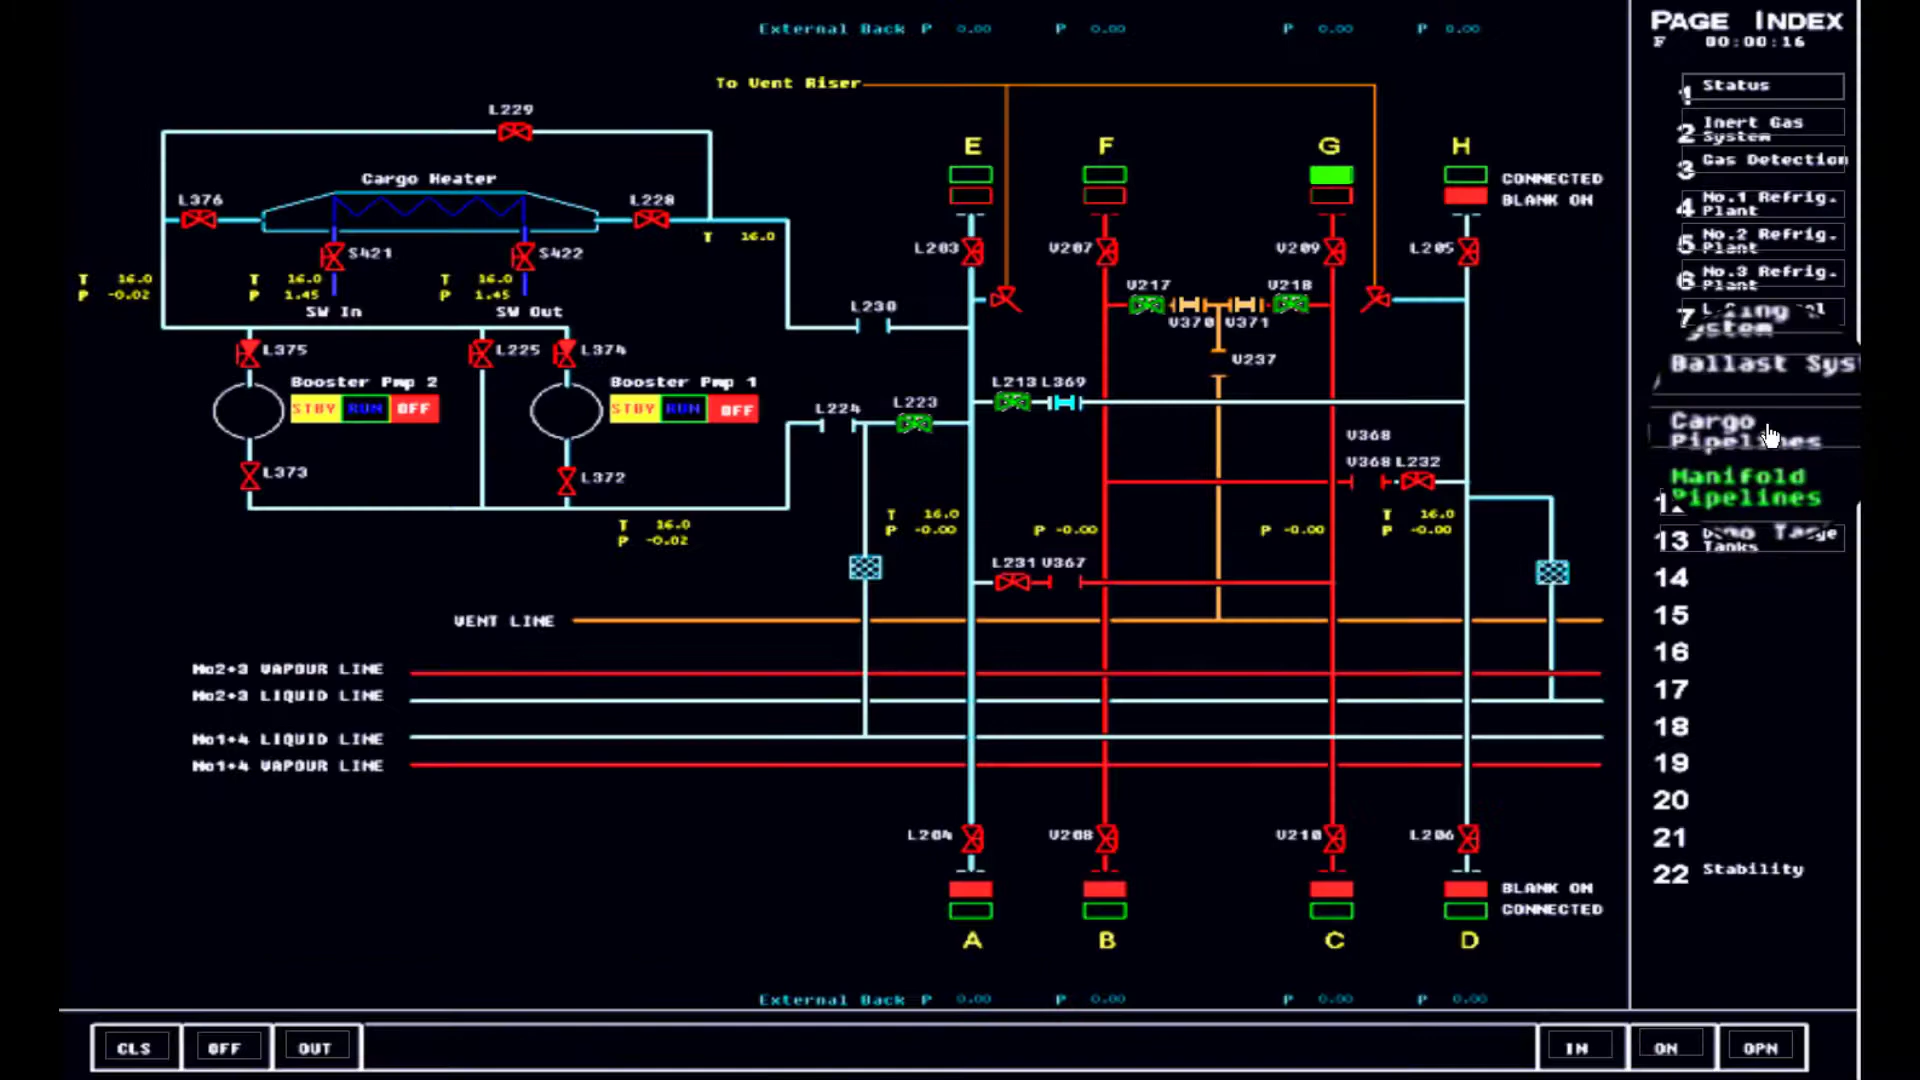 External Back P 0.00 P 0.00 P 0.00 P 0.00
PAGE INDEX
F 00:00:16
To Vent Riser
1 Status
2 Inert Gas System
3 Gas Detection
4 No.1 Refrig. Plant
5 No.2 Refrig. Plant
6 No.3 Refrig. Plant
7
Ballast Sys
Cargo Pipelines
Manifold Pipelines
13 Tanks
14
15
16
17
18
19
20
21
22 Stability
L229
Cargo Heater
L376
L228
T 16.0
S421
S422
T 16.0
P -0.02
T 16.0
P 1.45
T 16.0
P 1.45
SW In
SW Out
L375
L225
L374
Booster Pmp 2
STBY RUN OFF
Booster Pmp 1
STBY RUN OFF
L373
L372
T 16.0
P -0.02
E F G H
CONNECTED
BLANK ON
L203 V207 V209 L205
V217 V218
V370 V371
L230
V237
L213 L369
L224 L223
V368
V368 L232
T 16.0
P -0.00
P -0.00
P -0.00
T 16.0
P -0.00
L231 V367
VENT LINE
No2+3 VAPOUR LINE
No2+3 LIQUID LINE
No1+4 LIQUID LINE
No1+4 VAPOUR LINE
L204 V208 V210 L206
BLANK ON
CONNECTED
A B C D
External Back P 0.00 P 0.00 P 0.00 P 0.00
CLS OFF OUT IN ON OPN